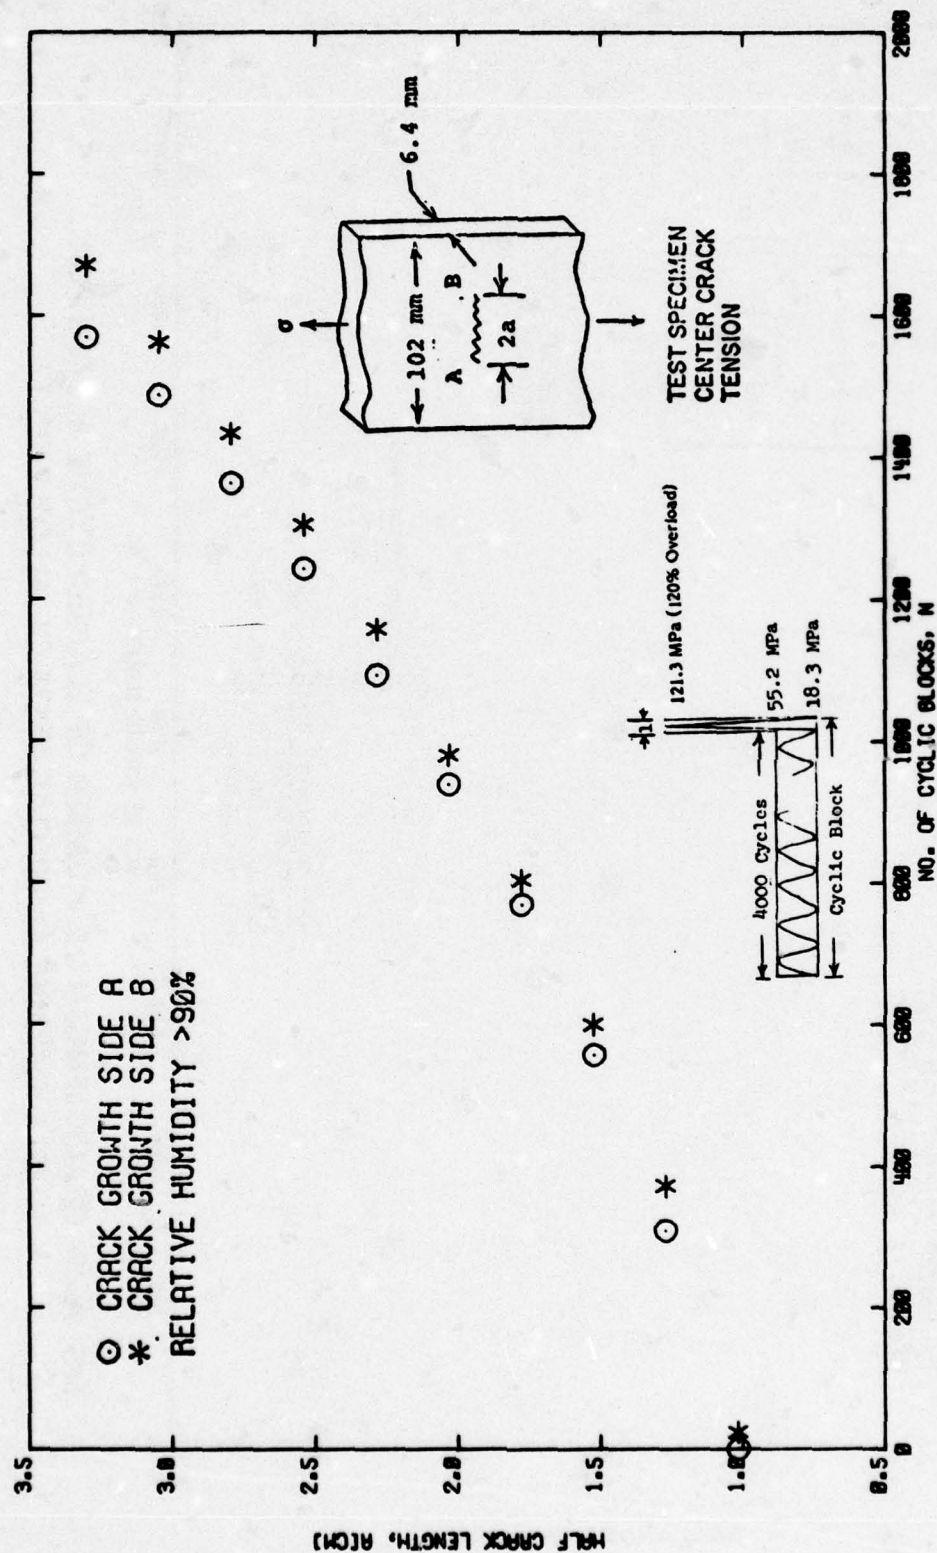 ⊙ CRACK GROWTH SIDE A
* CRACK GROWTH SIDE B
RELATIVE HUMIDITY >90%
HALF CRACK LENGTH, A(CM)
3.5
3.0
2.5
2.0
1.5
1.0
0.5
0
200
400
600
800
1000
1200
1400
1600
1800
2000
NO. OF CYCLIC BLOCKS, N
σ
102 mm
6.4 mm
A
B
2a
TEST SPECIMEN
CENTER CRACK
TENSION
4000 Cycles
1
121.3 MPa (120% Overload)
55.2 MPa
18.3 MPa
Cyclic Block